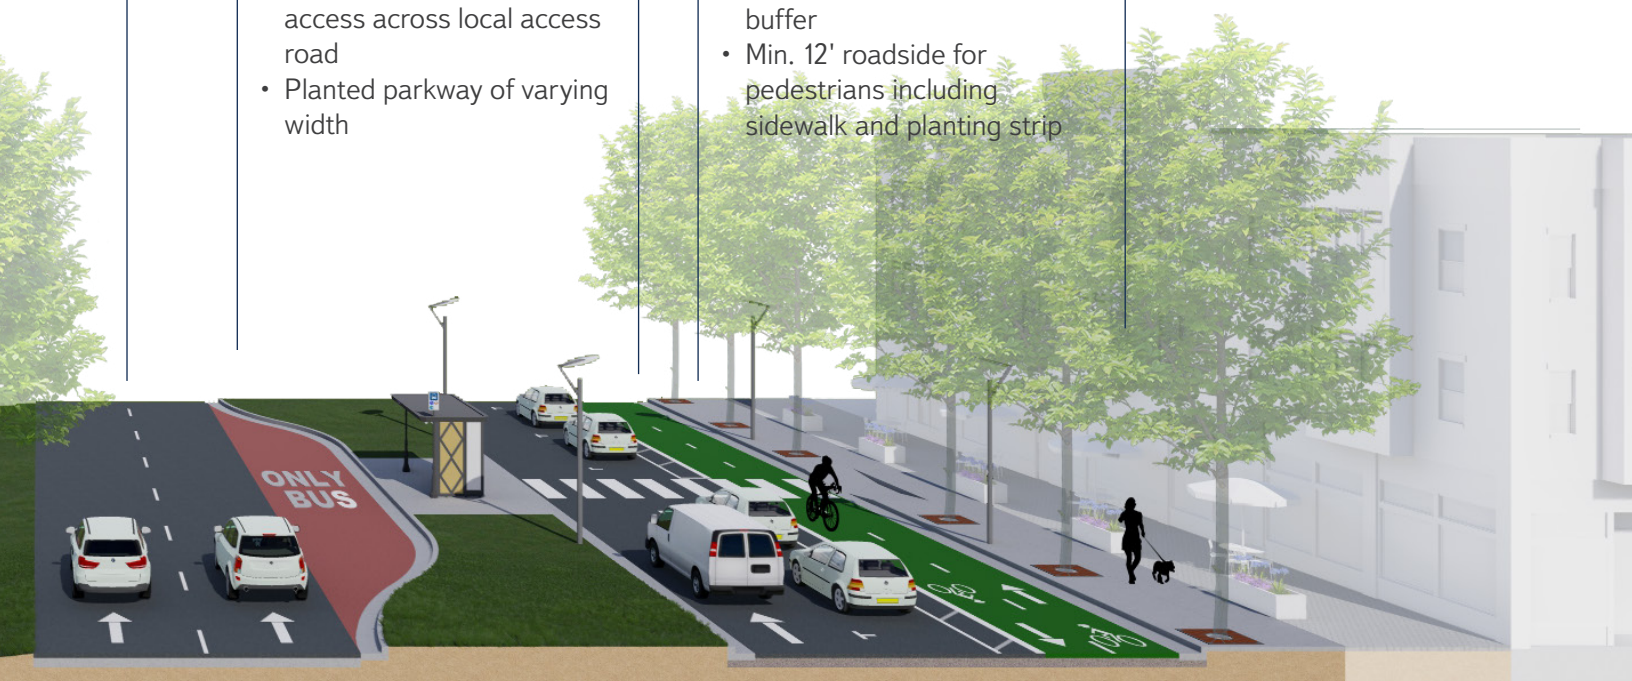 access across local access
road
• Planted parkway of varying
width
buffer
• Min. 12' roadside for
pedestrians including
sidewalk and planting strip
ONLY
BUS